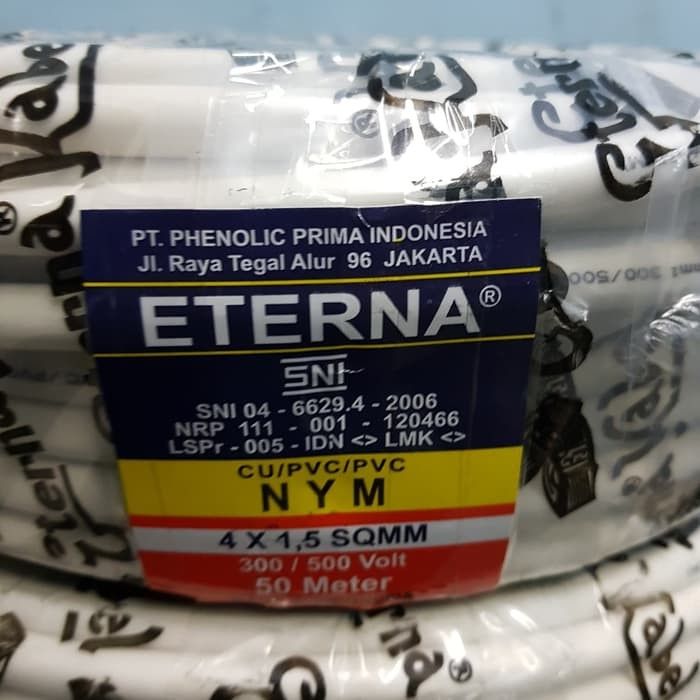 PT. PHENOLIC PRIMA INDONESIA
Jl. Raya Tegal Alur 96 JAKARTA
ETERNA®
SNI
SNI 04 - 6629.4 - 2006
NRP 111 - 001 - 120466
LSPr - 005 - IDN <> LMK <>
CU/PVC/PVC
NYM
4 X 1,5 SQMM
300 / 500 Volt
50 Meter